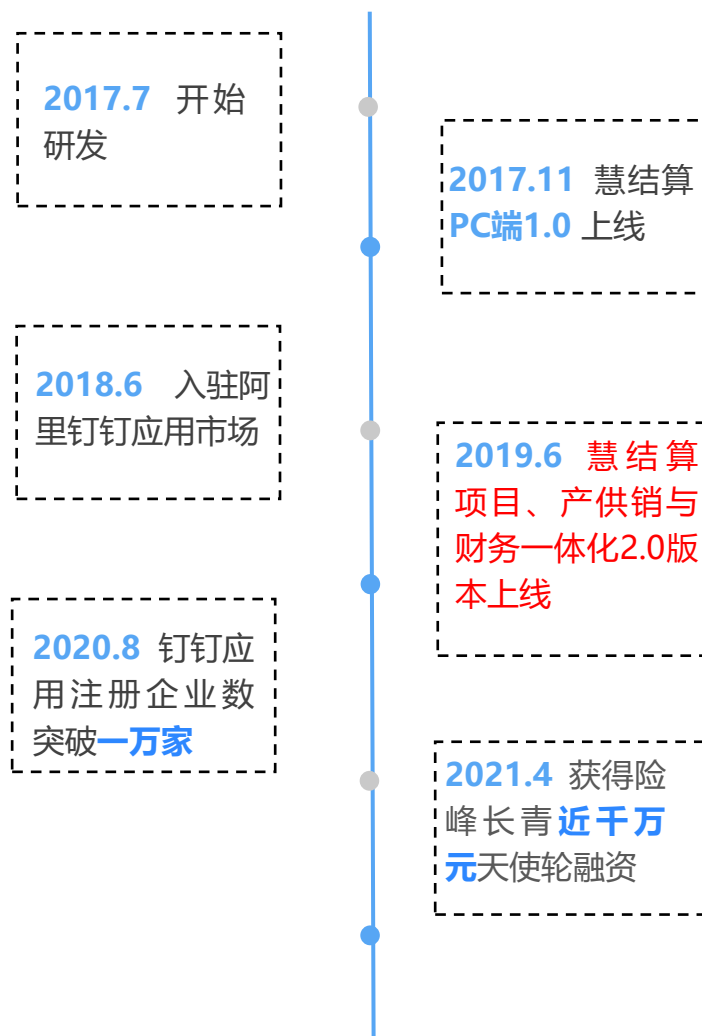 2017.7 开始
研发
2017.11 慧结算
PC端1.0 上线
2018.6 入驻阿
里钉钉应用市场
2019.6 慧结算
项目、产供销与
财务一体化2.0版
本上线
2020.8 钉钉应
用注册企业数
突破一万家
2021.4 获得险
峰长青近千万
元天使轮融资